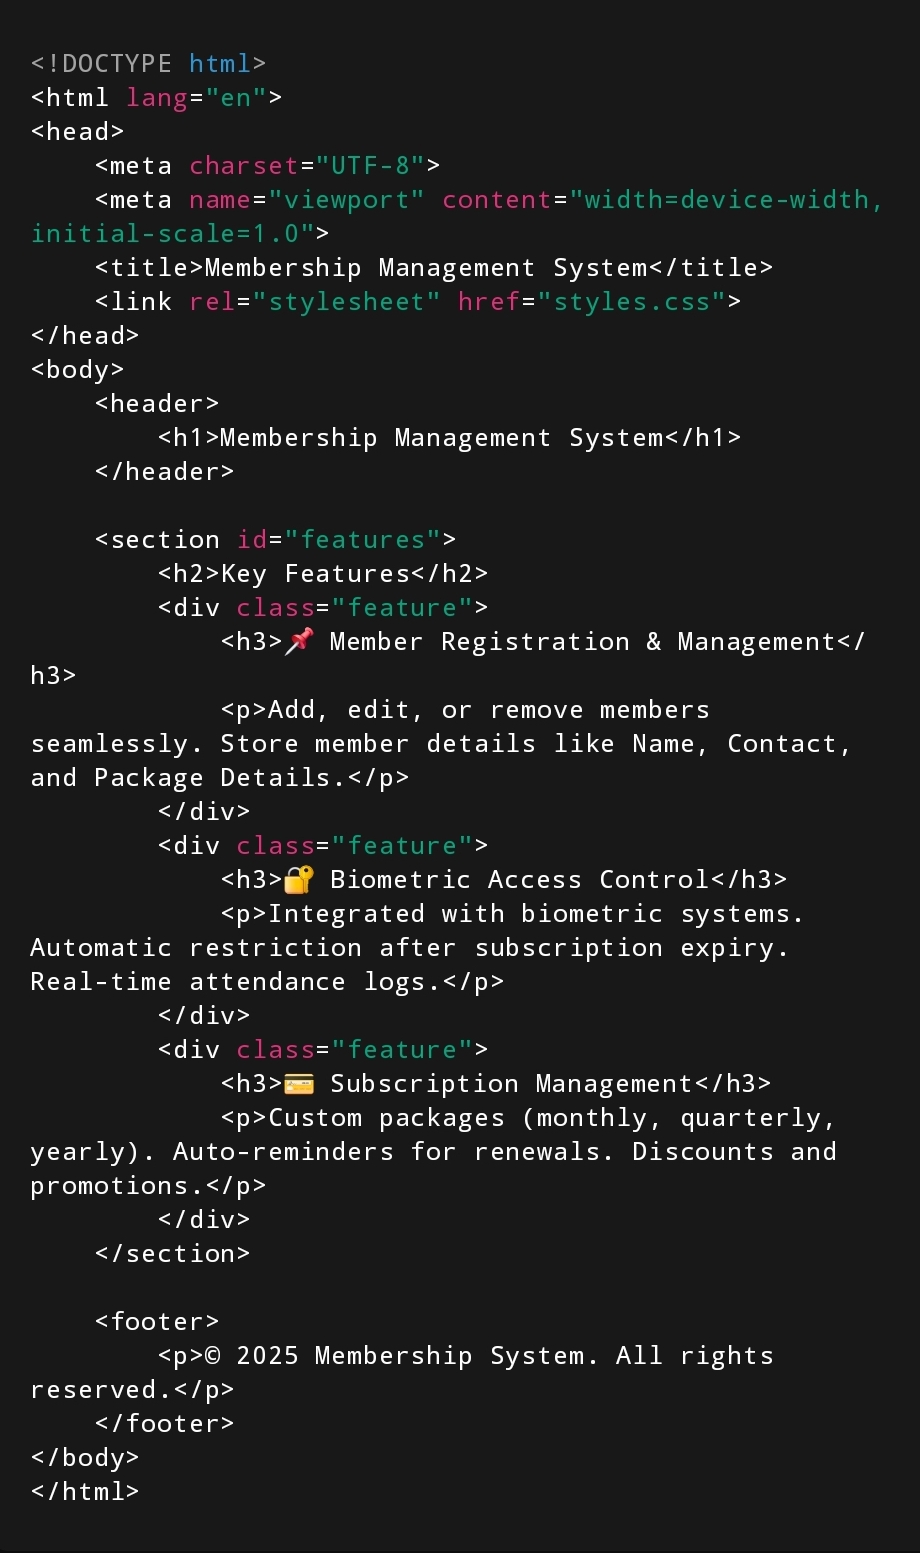 <!DOCTYPE html>
<html lang="en">
<head>
    <meta charset="UTF-8">
    <meta name="viewport" content="width=device-width,
initial-scale=1.0">
    <title>Membership Management System</title>
    <link rel="stylesheet" href="styles.css">
</head>
<body>
    <header>
        <h1>Membership Management System</h1>
    </header>

    <section id="features">
        <h2>Key Features</h2>
        <div class="feature">
            <h3>📌 Member Registration & Management</
h3>
            <p>Add, edit, or remove members
seamlessly. Store member details like Name, Contact,
and Package Details.</p>
        </div>
        <div class="feature">
            <h3>🔐 Biometric Access Control</h3>
            <p>Integrated with biometric systems.
Automatic restriction after subscription expiry.
Real-time attendance logs.</p>
        </div>
        <div class="feature">
            <h3>💳 Subscription Management</h3>
            <p>Custom packages (monthly, quarterly,
yearly). Auto-reminders for renewals. Discounts and
promotions.</p>
        </div>
    </section>

    <footer>
        <p>© 2025 Membership System. All rights
reserved.</p>
    </footer>
</body>
</html>